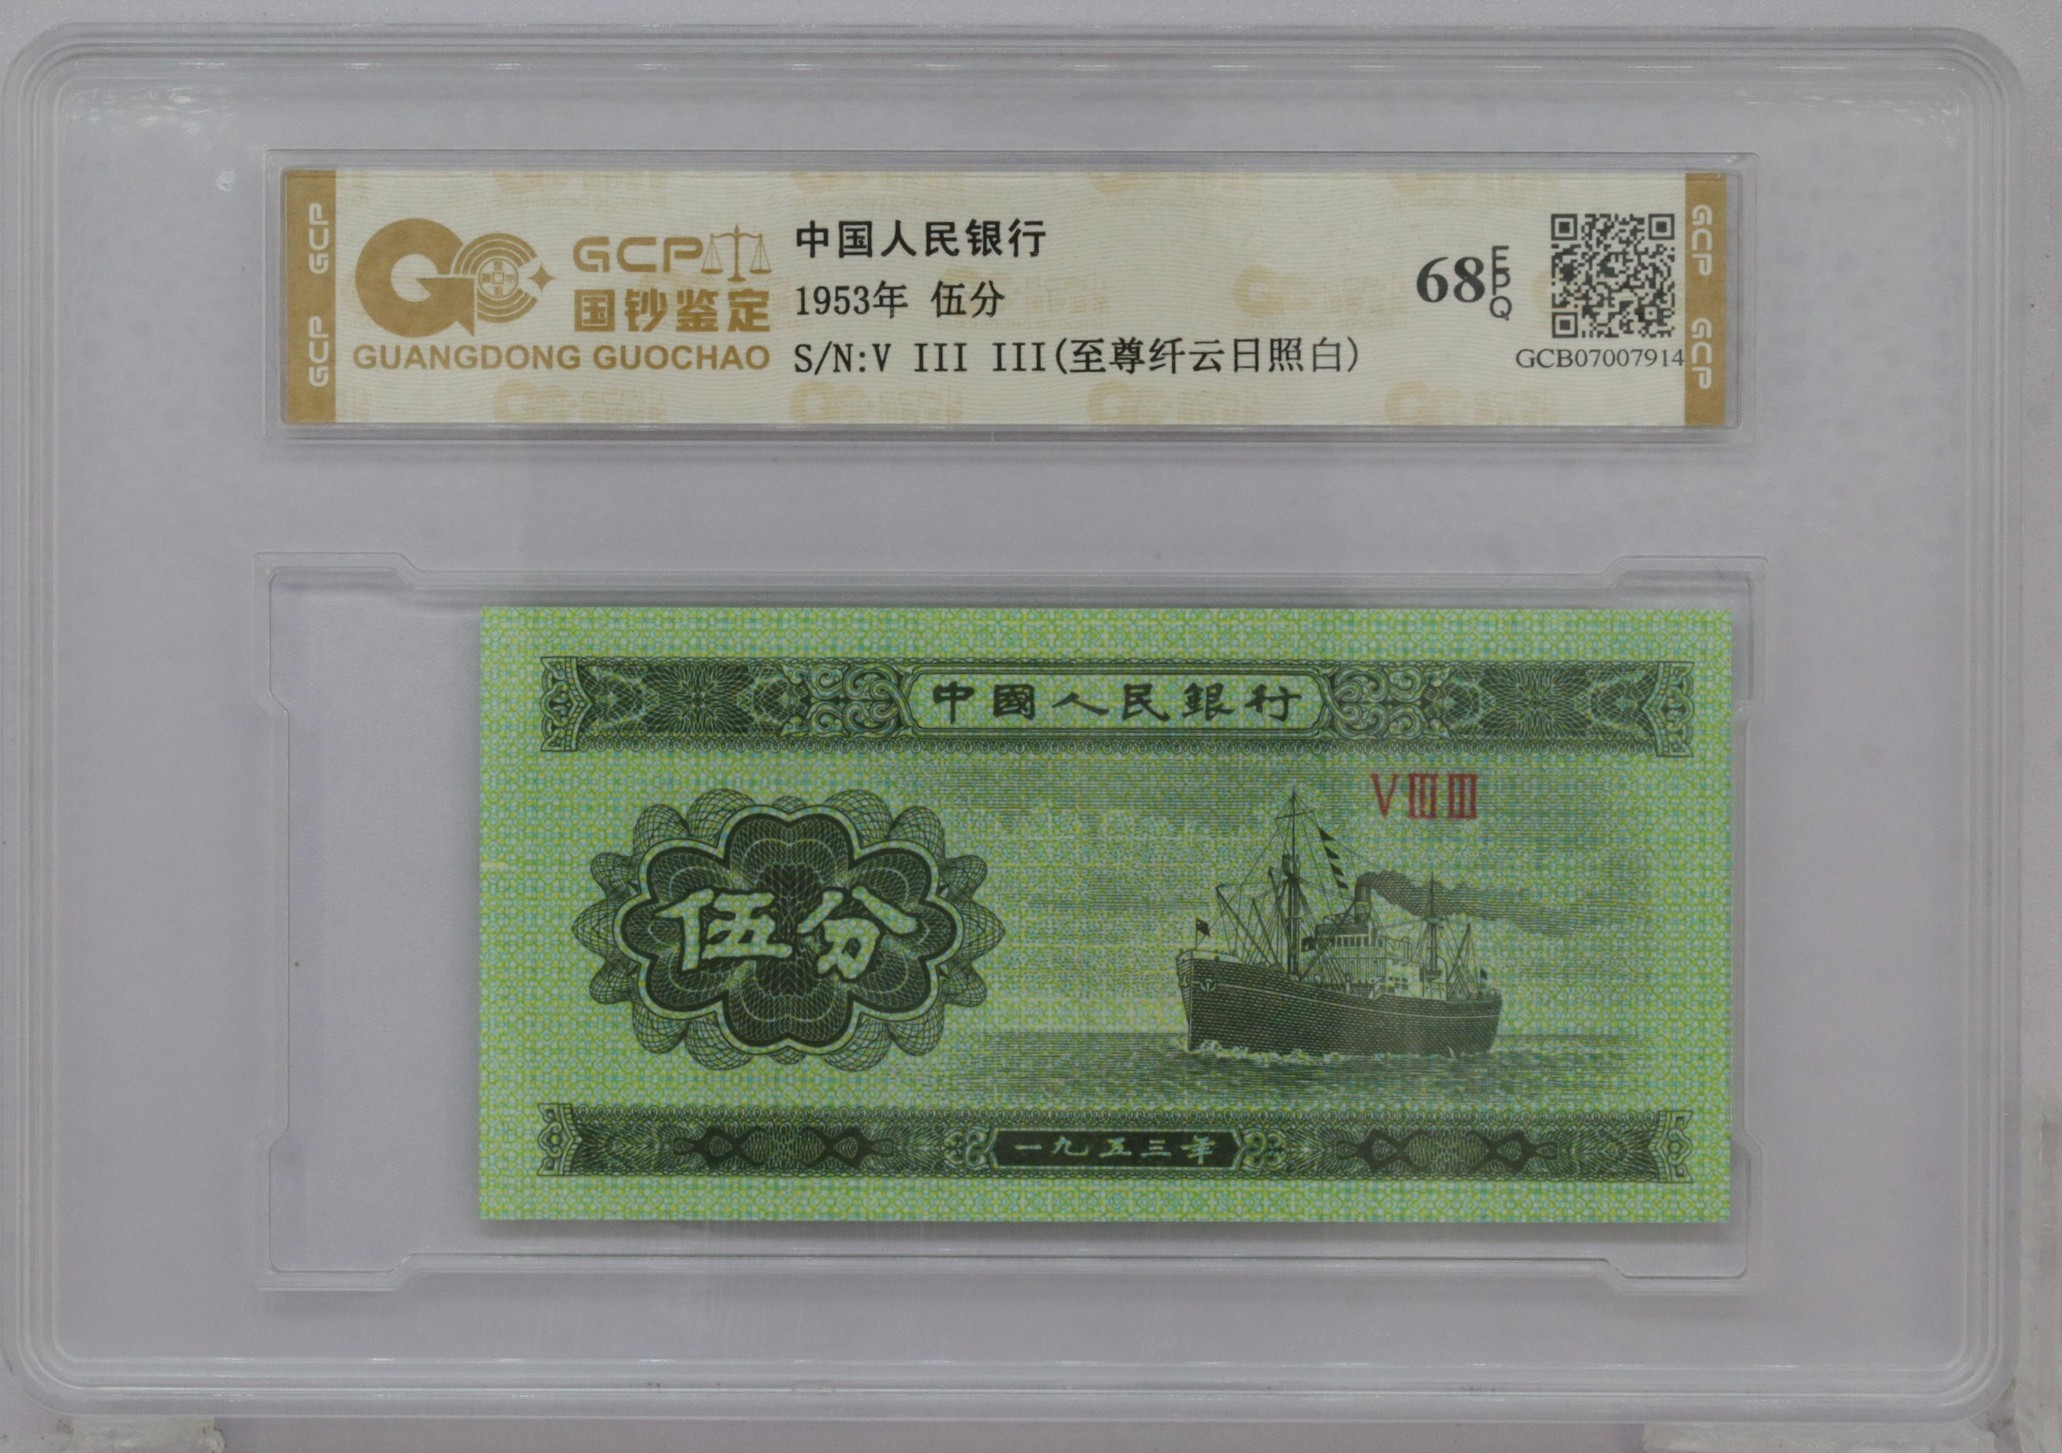 GCP
GCP
GCP
国钞鉴定
GUANGDONG GUOCHAO
中国人民银行
1953年 伍分
S/N:V III III(至尊纤云日照白)
68 EPQ
GCB07007914
GCP
GCP
中國人民銀行
V III III
伍分
一九五三年